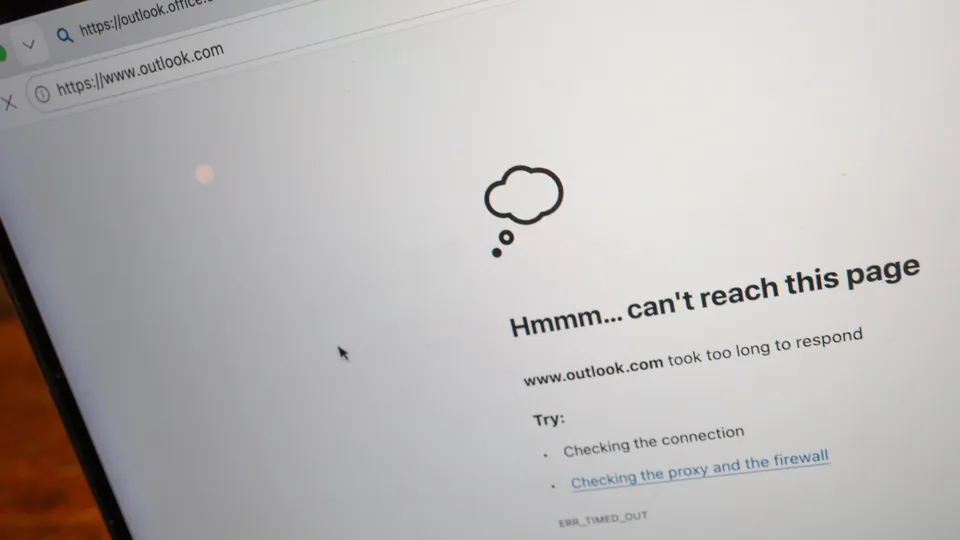 https://outlook.office.
https://www.outlook.com
Hmmm... can't reach this page
www.outlook.com took too long to respond
Try:
• Checking the connection
• Checking the proxy and the firewall
ERR_TIMED_OUT